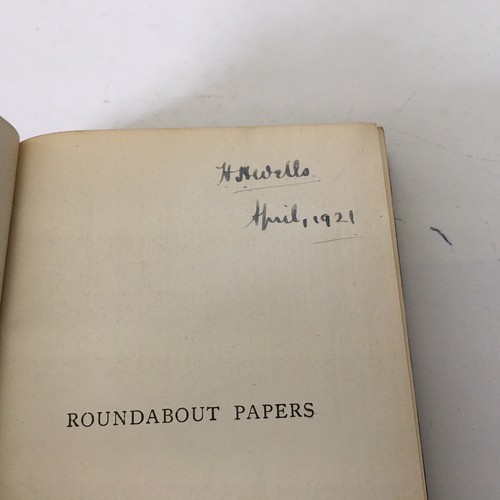 H. H. Wells
April, 1921
ROUNDABOUT PAPERS